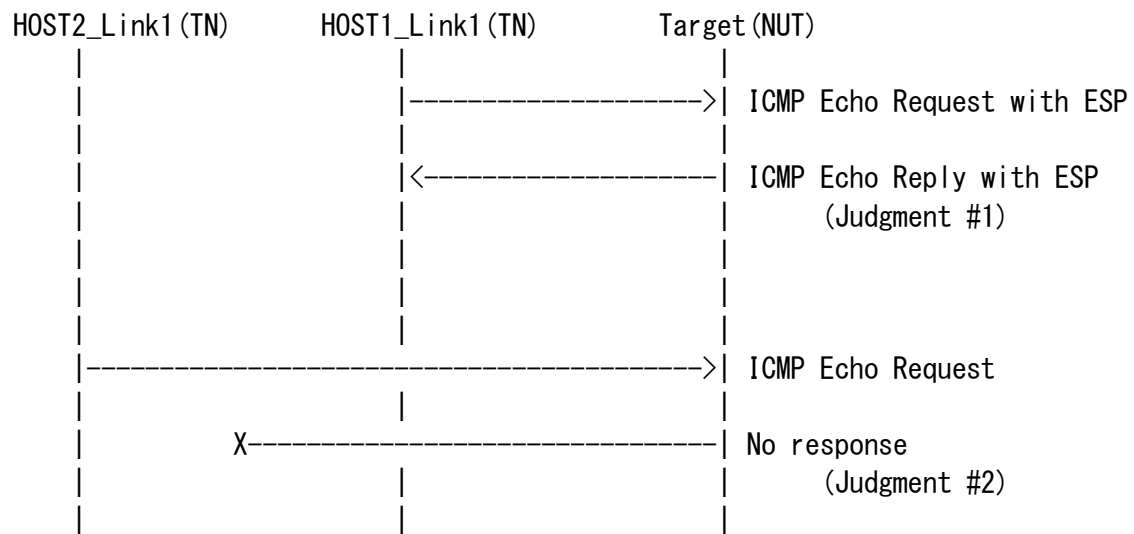 HOST2_Link1(TN) HOST1_Link1(TN) Target(NUT)
ICMP Echo Request with ESP
ICMP Echo Reply with ESP
(Judgment #1)
ICMP Echo Request
X No response
(Judgment #2)